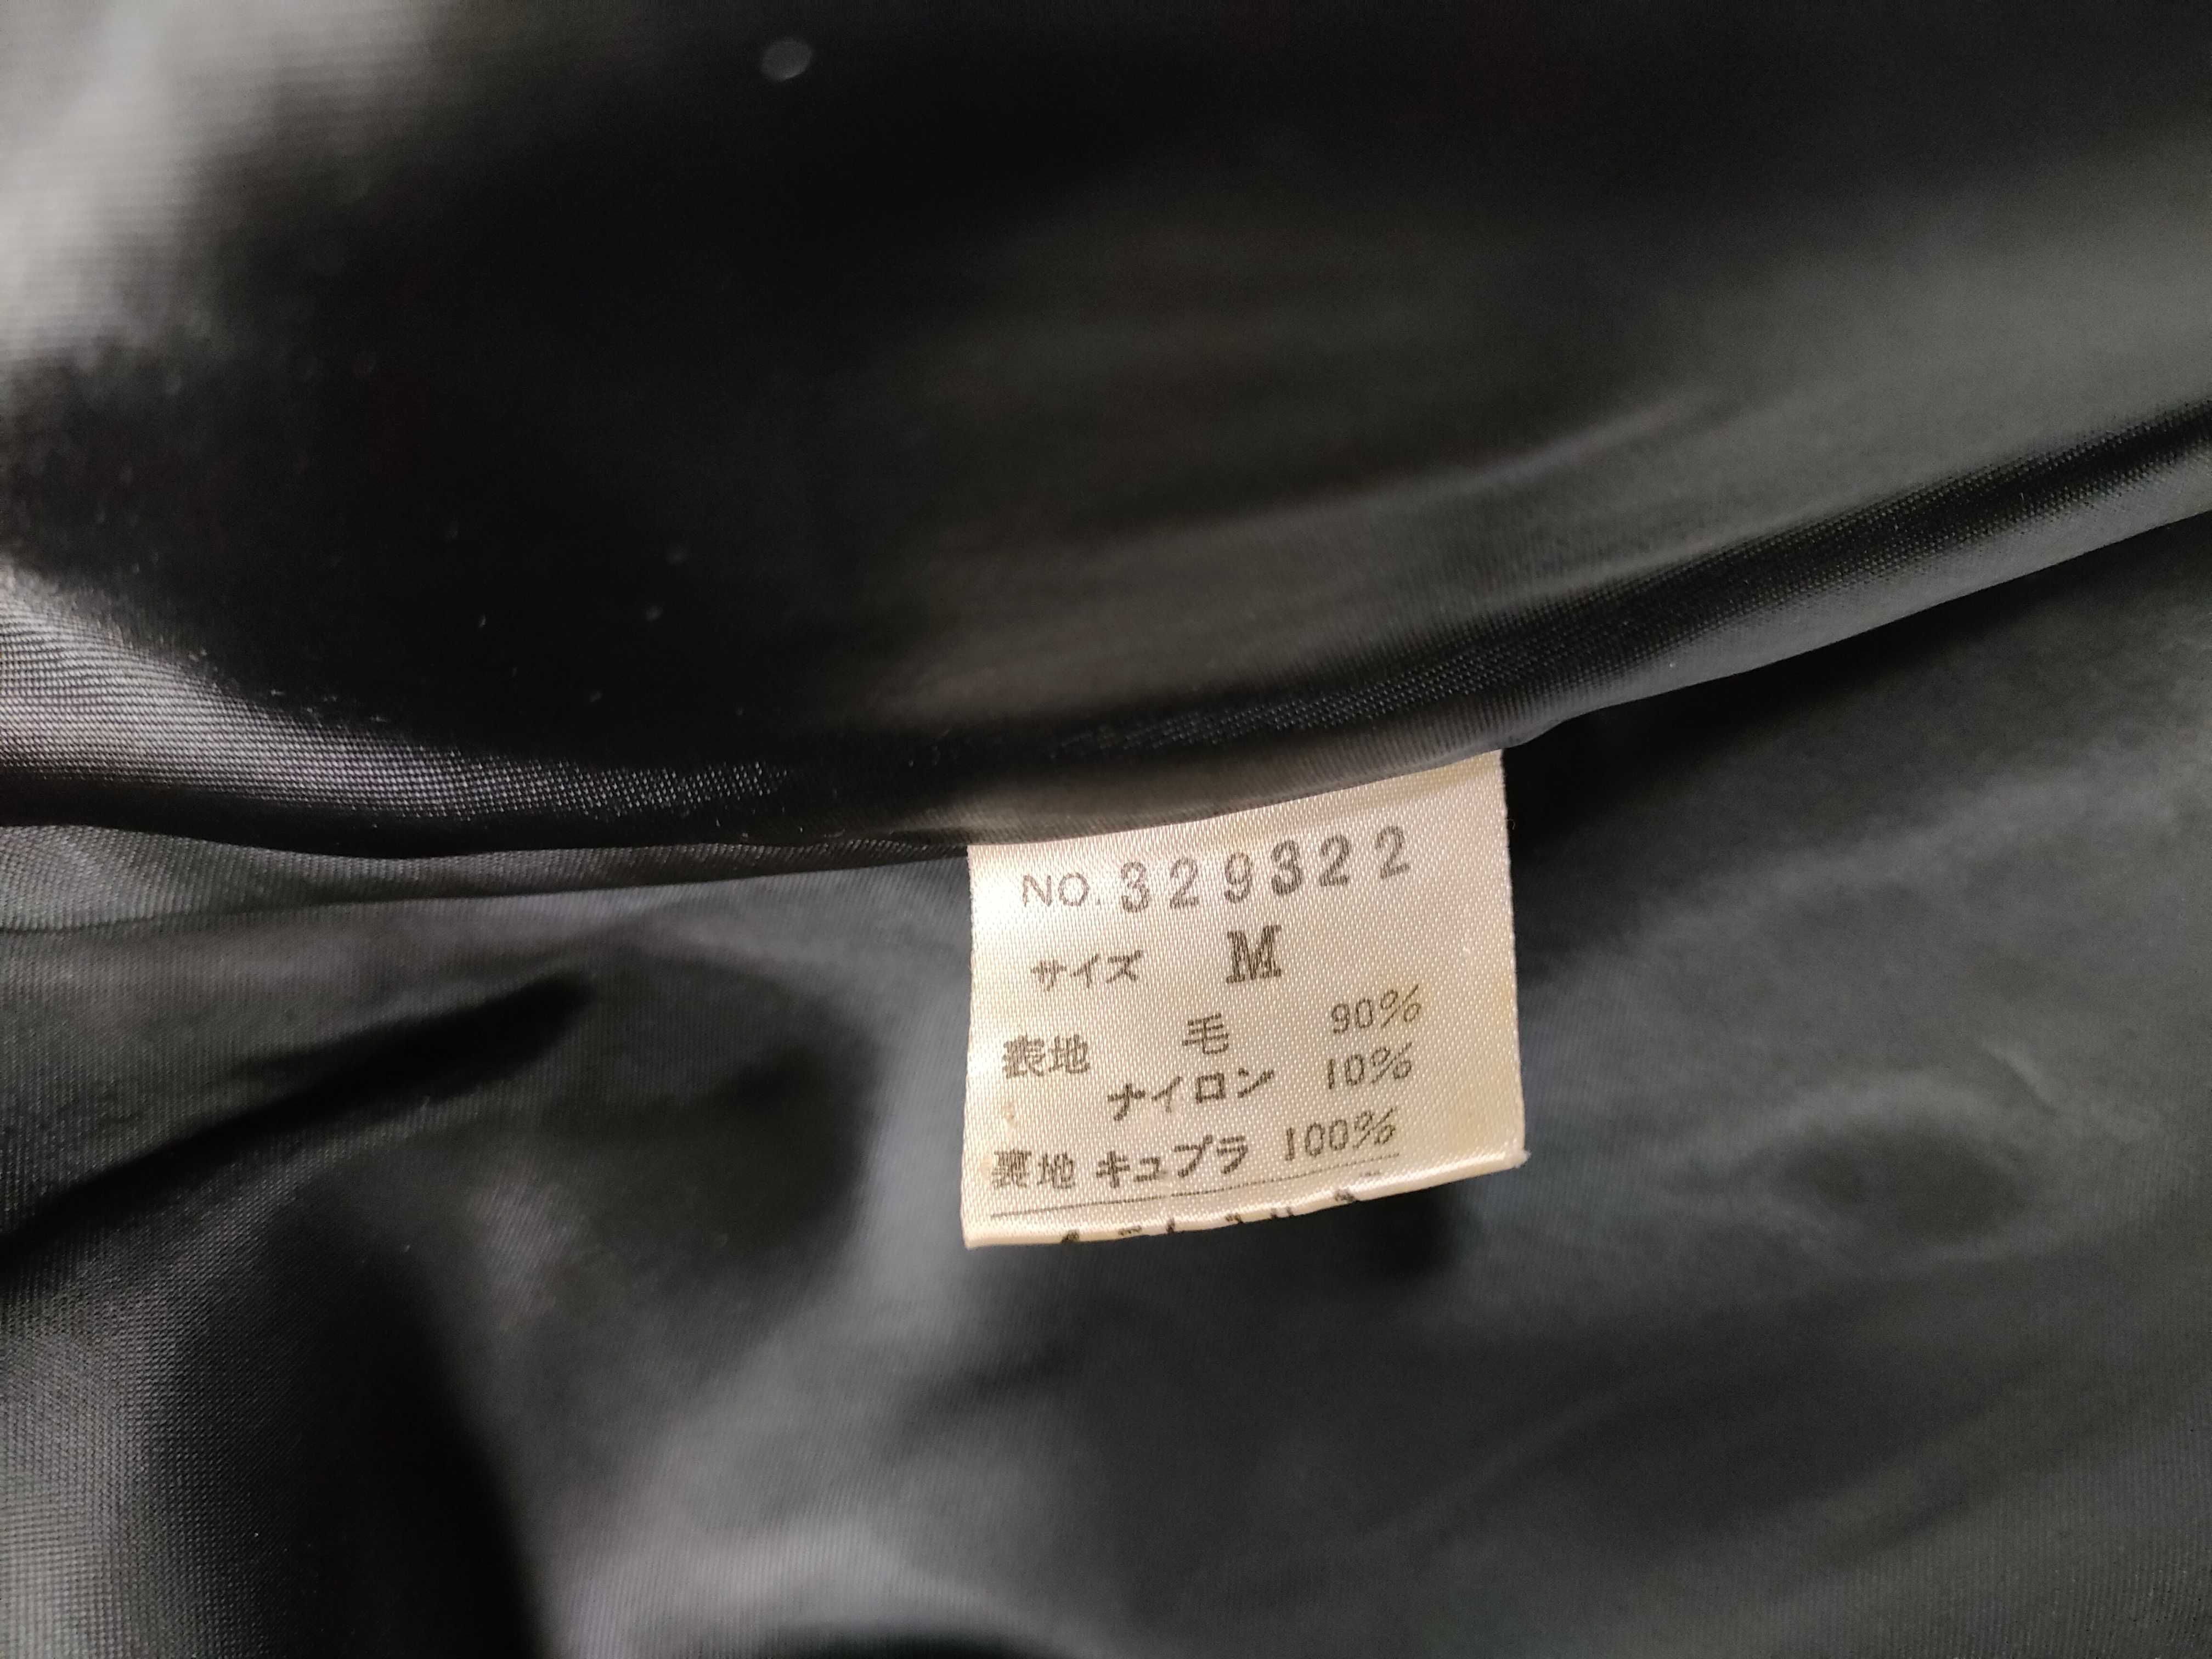 NO. 329322
サイズ M
表地 毛 90%
ナイロン 10%
裏地 キュプラ 100%